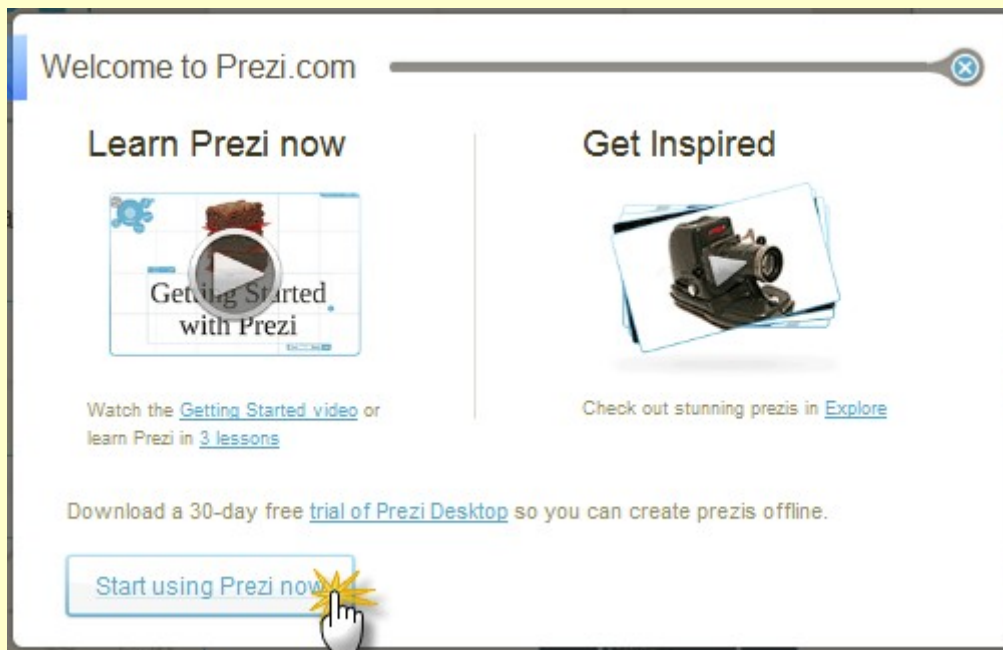 Welcome to Prezi.com
Learn Prezi now
Getting Started
with Prezi
Watch the Getting Started video or
learn Prezi in 3 lessons
Get Inspired
Check out stunning prezis in Explore
Download a 30-day free trial of Prezi Desktop so you can create prezis offline.
Start using Prezi now